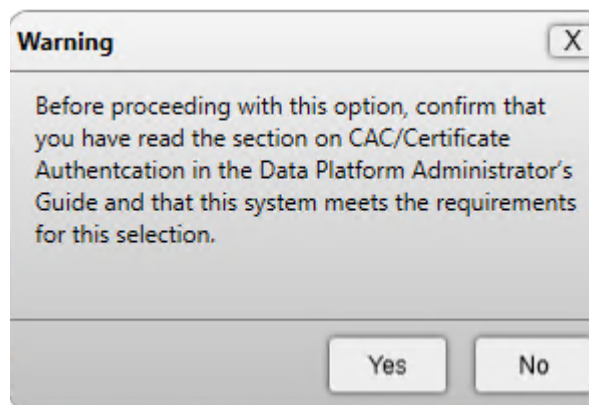 Warning
X
Before proceeding with this option, confirm that
you have read the section on CAC/Certificate
Authentcation in the Data Platform Administrator's
Guide and that this system meets the requirements
for this selection.
Yes
No